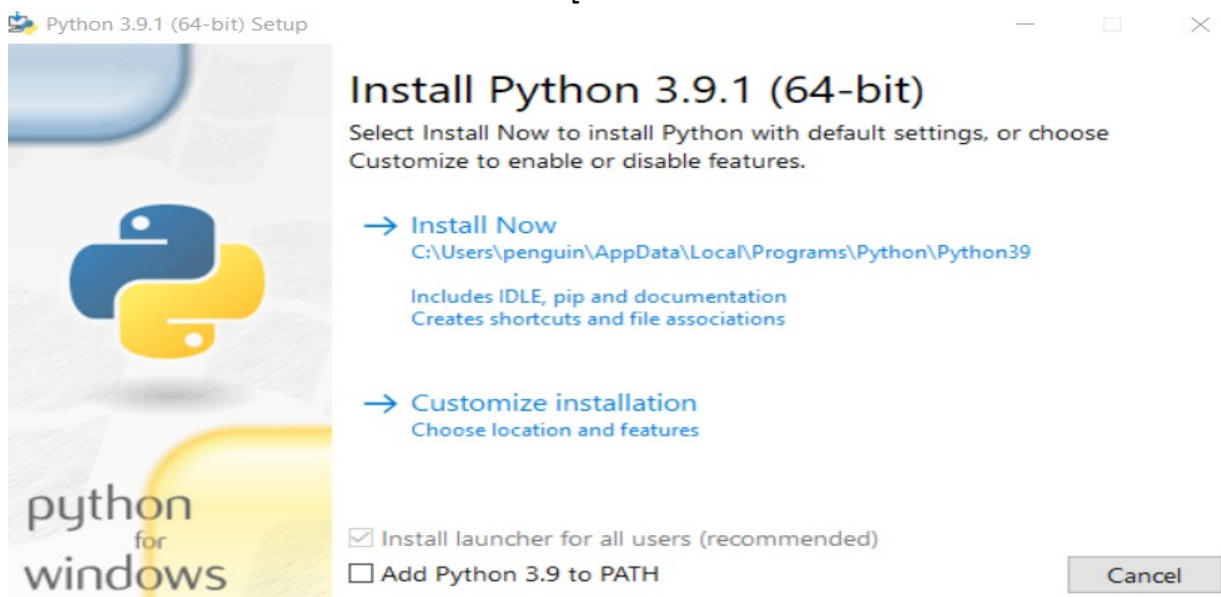 Python 3.9.1 (64-bit) Setup
Install Python 3.9.1 (64-bit)
Select Install Now to install Python with default settings, or choose
Customize to enable or disable features.
Install Now
C:\Users\penguin\AppData\Local\Programs\Python\Python39
Includes IDLE, pip and documentation
Creates shortcuts and file associations
Customize installation
Choose location and features
python
for
windows
Install launcher for all users (recommended)
Add Python 3.9 to PATH
Cancel